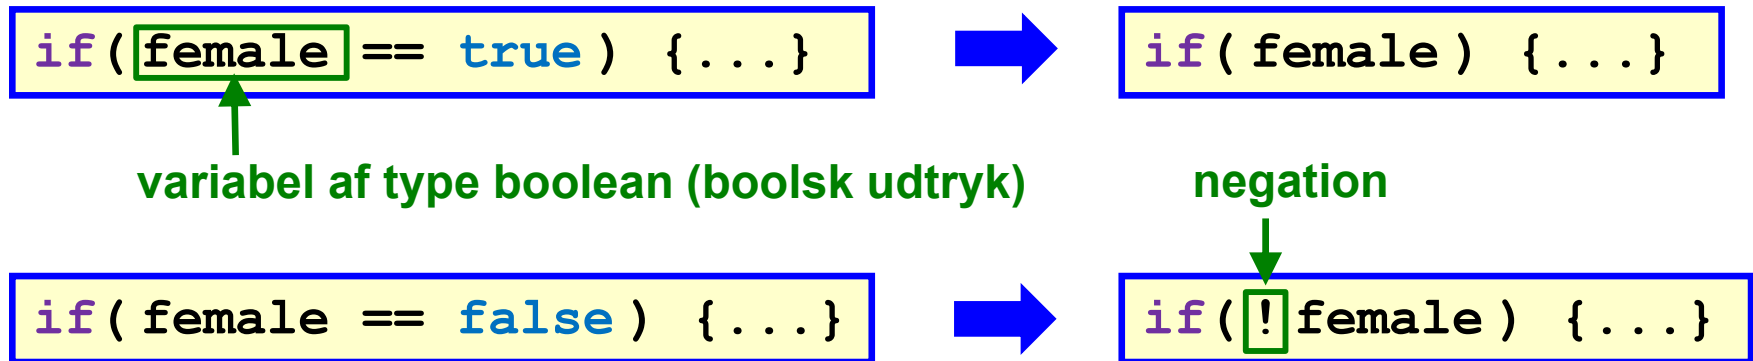 if(female == true) {...}
if(female) {...}
variabel af type boolean (boolsk udtryk)
negation
if(female == false) {...}
if(!female) {...}